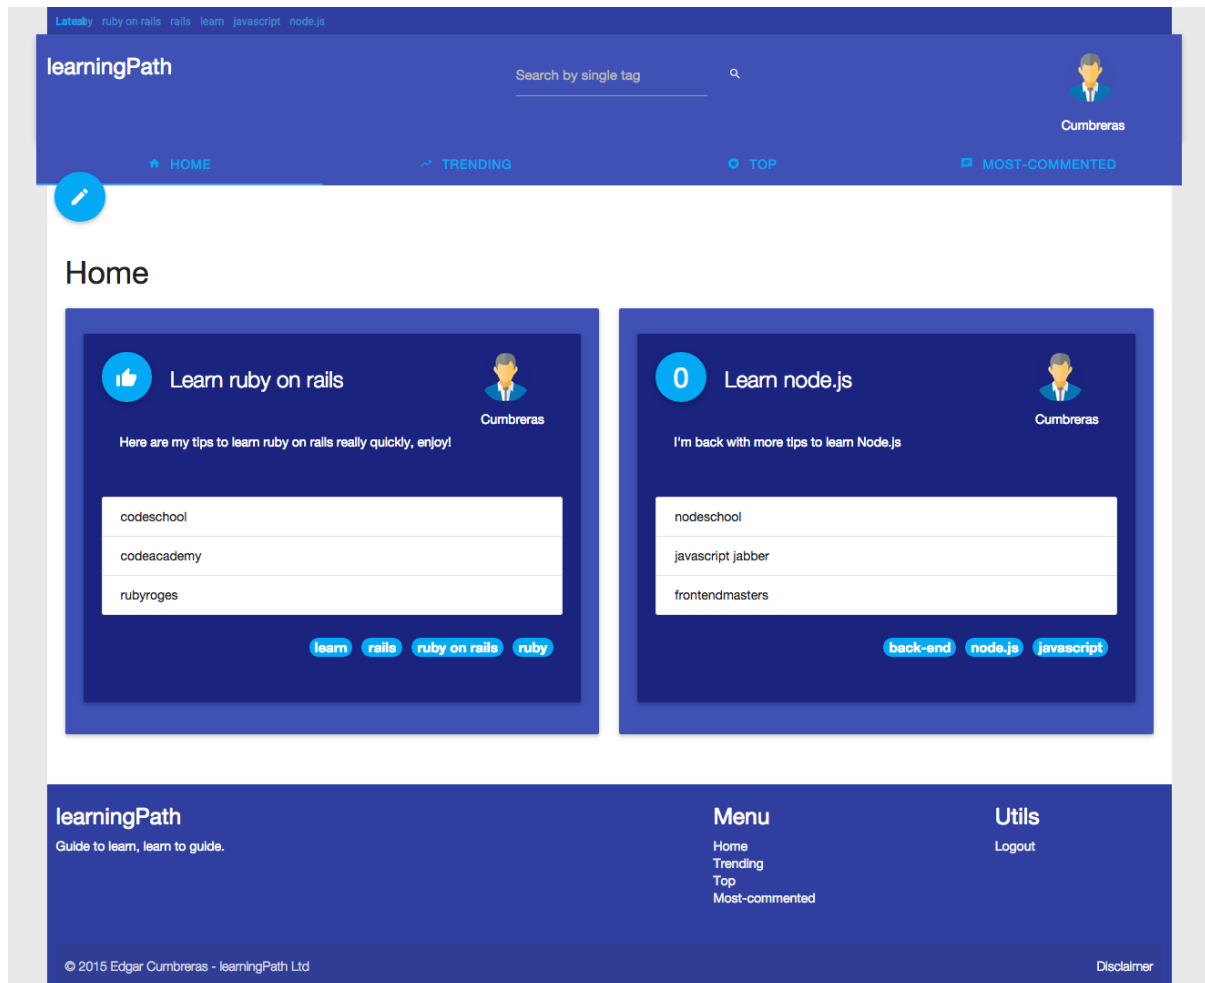 Latest ruby on rails rails learn javascript node.js
learningPath
Search by single tag
Cumbreras
HOME TRENDING TOP MOST-COMMENTED
Home
Learn ruby on rails
Cumbreras
Here are my tips to learn ruby on rails really quickly, enjoy!
codeschool
codeacademy
rubyroges
learn rails ruby on rails ruby
0 Learn node.js
Cumbreras
I'm back with more tips to learn Node.js
nodeschool
javascript jabber
frontendmasters
back-end node.js javascript
learningPath
Guide to learn, learn to guide.
Menu
Home
Trending
Top
Most-commented
Utils
Logout
© 2015 Edgar Cumbreras - learningPath Ltd
Disclaimer